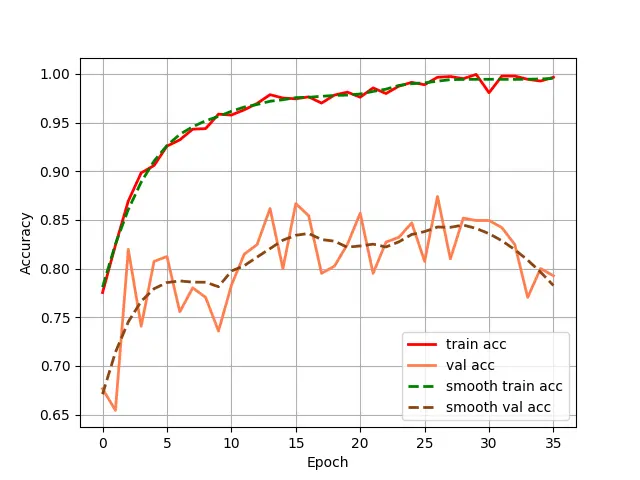 1.00
0.95
0.90
0.85
0.80
0.75
0.70
0.65
Accuracy
train acc
val acc
smooth train acc
smooth val acc
0 5 10 15 20 25 30 35
Epoch